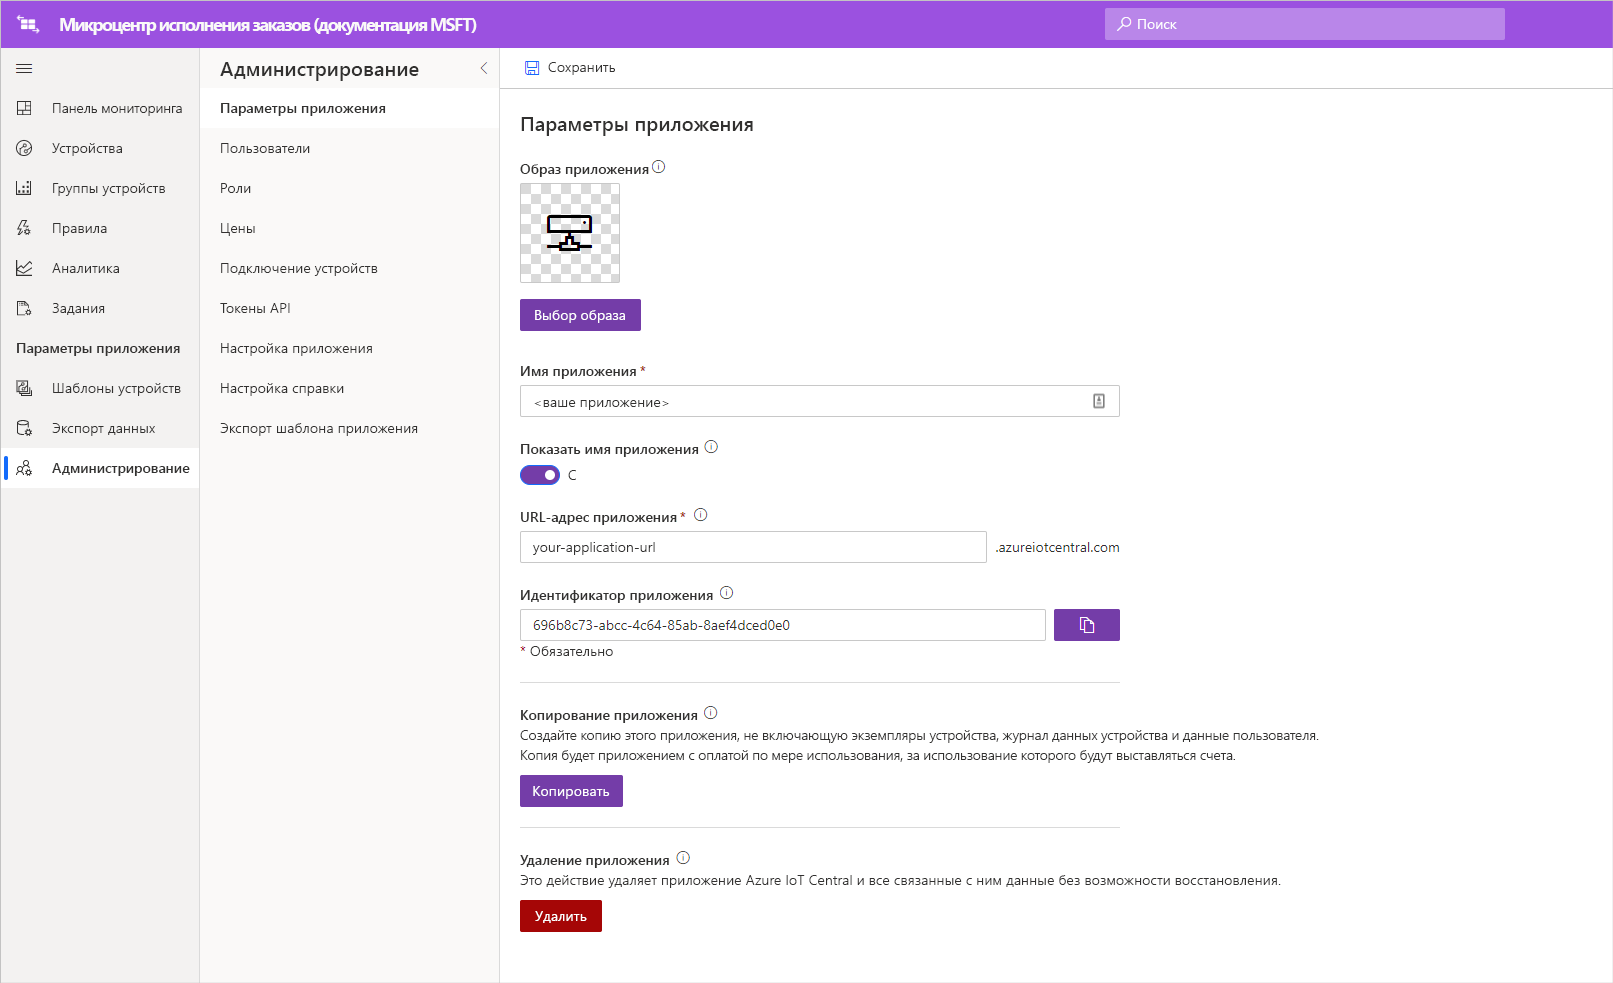 Микроцентр исполнения заказов (документация MSFT)
Поиск
Панель мониторинга
Устройства
Группы устройств
Правила
Аналитика
Задания
Параметры приложения
Шаблоны устройств
Экспорт данных
Администрирование
Администрирование
Параметры приложения
Пользователи
Роли
Цены
Подключение устройств
Токены API
Настройка приложения
Настройка справки
Экспорт шаблона приложения
Сохранить
Параметры приложения
Образ приложения
Выбор образа
Имя приложения *
<ваше приложение>
Показать имя приложения
С
URL-адрес приложения *
your-application-url .azureiotcentral.com
Идентификатор приложения
696b8c73-abcc-4c64-85ab-8aef4dced0e0
* Обязательно
Копирование приложения
Создайте копию этого приложения, не включающую экземпляры устройства, журнал данных устройства и данные пользователя.
Копия будет приложением с оплатой по мере использования, за использование которого будут выставляться счета.
Копировать
Удаление приложения
Это действие удаляет приложение Azure IoT Central и все связанные с ним данные без возможности восстановления.
Удалить